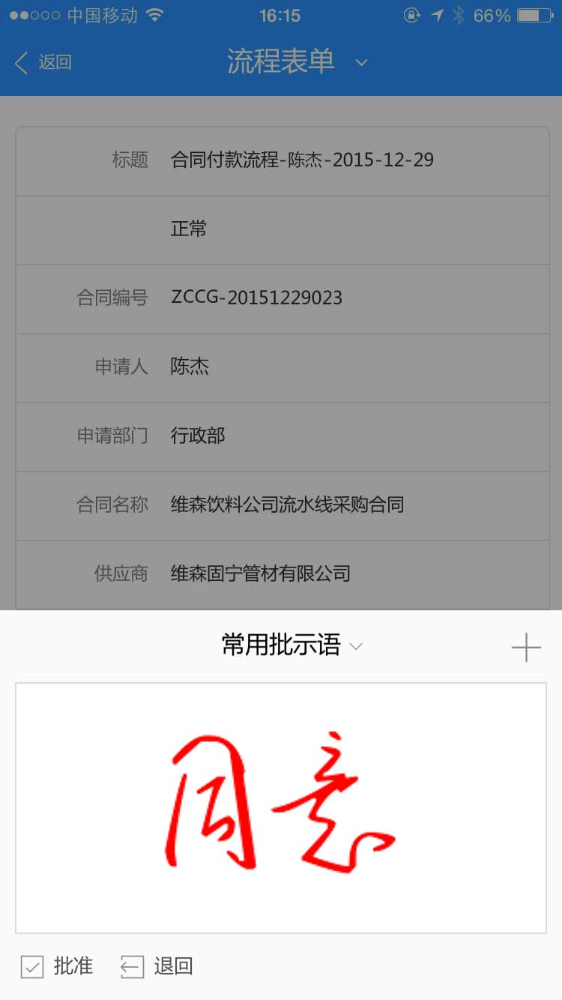 中国移动 16:15 66%
返回 流程表单
标题 合同付款流程-陈杰-2015-12-29
正常
合同编号 ZCCG-20151229023
申请人 陈杰
申请部门 行政部
合同名称 维森饮料公司流水线采购合同
供应商 维森固宁管材有限公司
常用批示语
同意
批准 退回